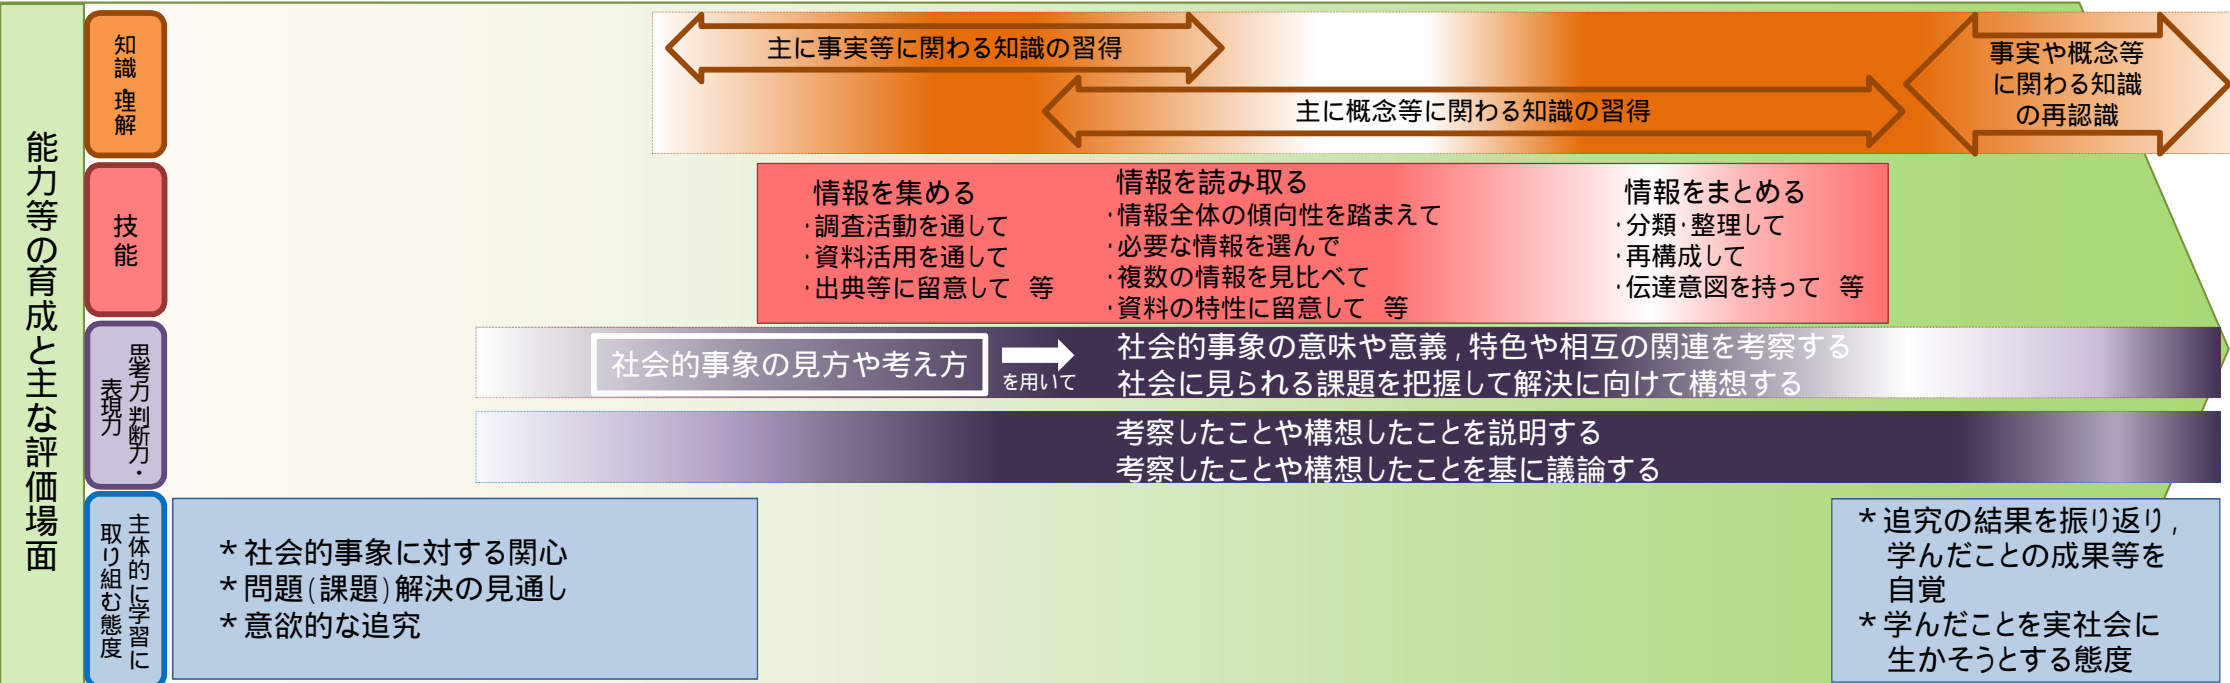 能力等の育成と主な評価場面
知識・理解
主に事実等に関わる知識の習得
主に概念等に関わる知識の習得
事実や概念等
に関わる知識
の再認識
技能
情報を集める
・調査活動を通して
・資料活用を通して
・出典等に留意して 等
情報を読み取る
・情報全体の傾向性を踏まえて
・必要な情報を選んで
・複数の情報を見比べて
・資料の特性に留意して 等
情報をまとめる
・分類・整理して
・再構成して
・伝達意図を持って 等
思考力・判断力・
表現力
社会的事象の見方や考え方
を用いて
社会的事象の意味や意義，特色や相互の関連を考察する
社会に見られる課題を把握して解決に向けて構想する
考察したことや構想したことを説明する
考察したことや構想したことを基に議論する
主体的に学習に
取り組む態度
＊社会的事象に対する関心
＊問題(課題)解決の見通し
＊意欲的な追究
＊追究の結果を振り返り，
学んだことの成果等を
自覚
＊学んだことを実社会に
生かそうとする態度